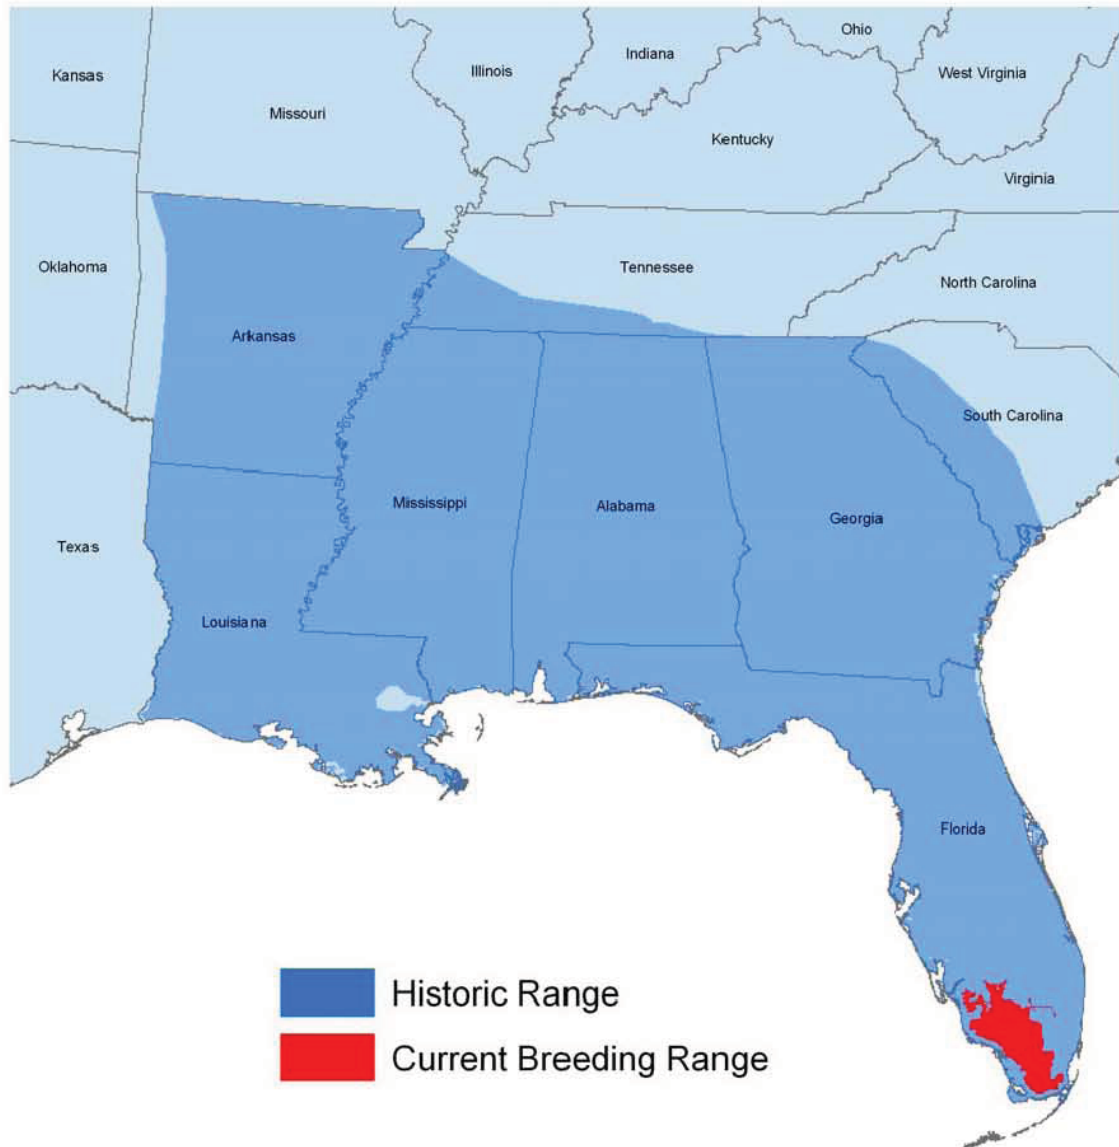 Ohio
Indiana
Illinois
West Virginia
Kansas
Missouri
Kentucky
Virginia
Oklahoma
Tennessee
North Carolina
Arkansas
South Carolina
Mississippi
Alabama
Georgia
Texas
Louisiana
Florida
Historic Range
Current Breeding Range